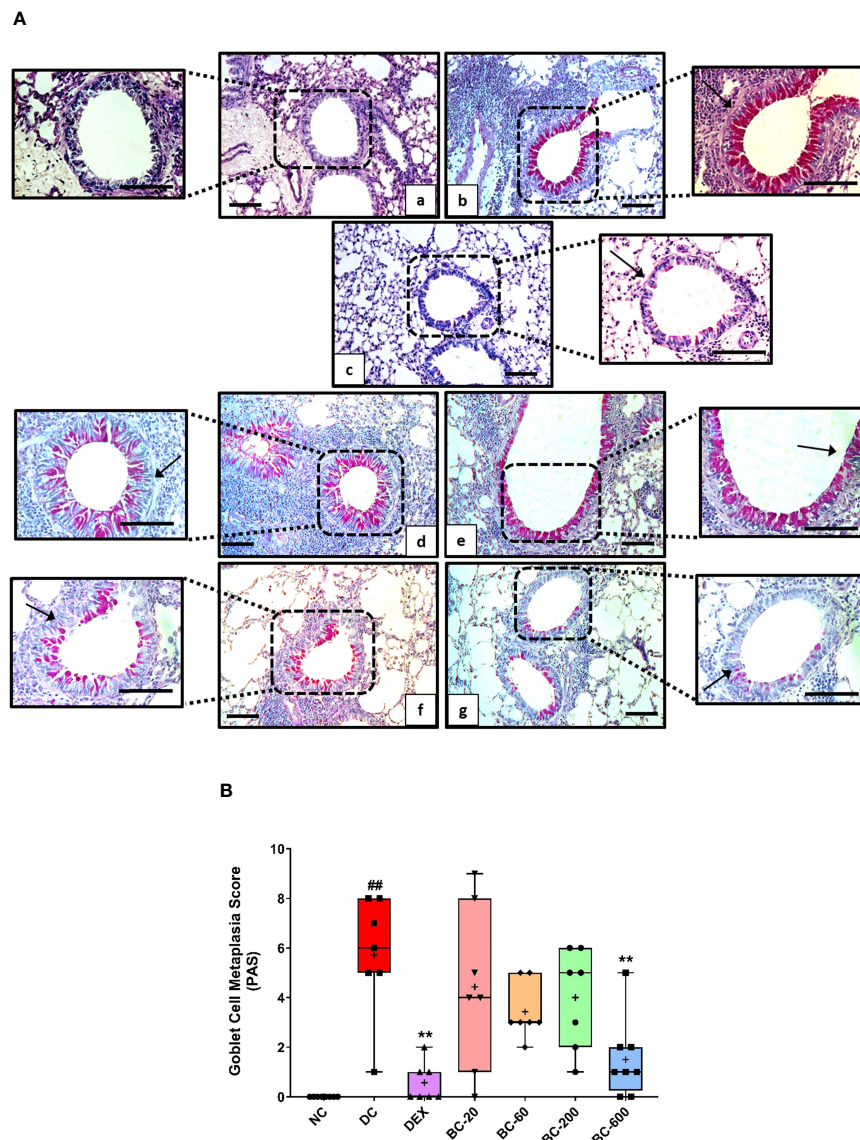 A
a
b
c
d
e
f
g
B
Goblet Cell Metaplasia Score
(PAS)
10
8
6
4
2
0
##
**
**
NC
DC
DEX
BC-20
BC-60
BC-200
BC-600